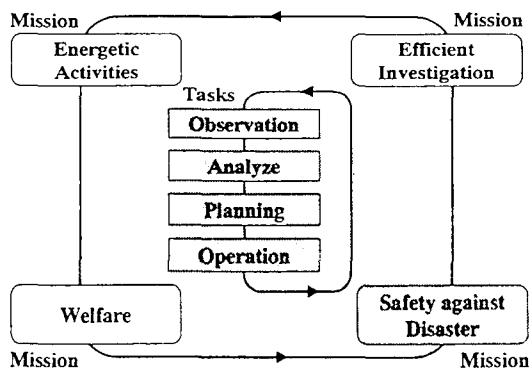 Mission
Mission
Energetic
Activities
Efficient
Investigation
Tasks
Observation
Analyze
Planning
Operation
Welfare
Safety against
Disaster
Mission
Mission